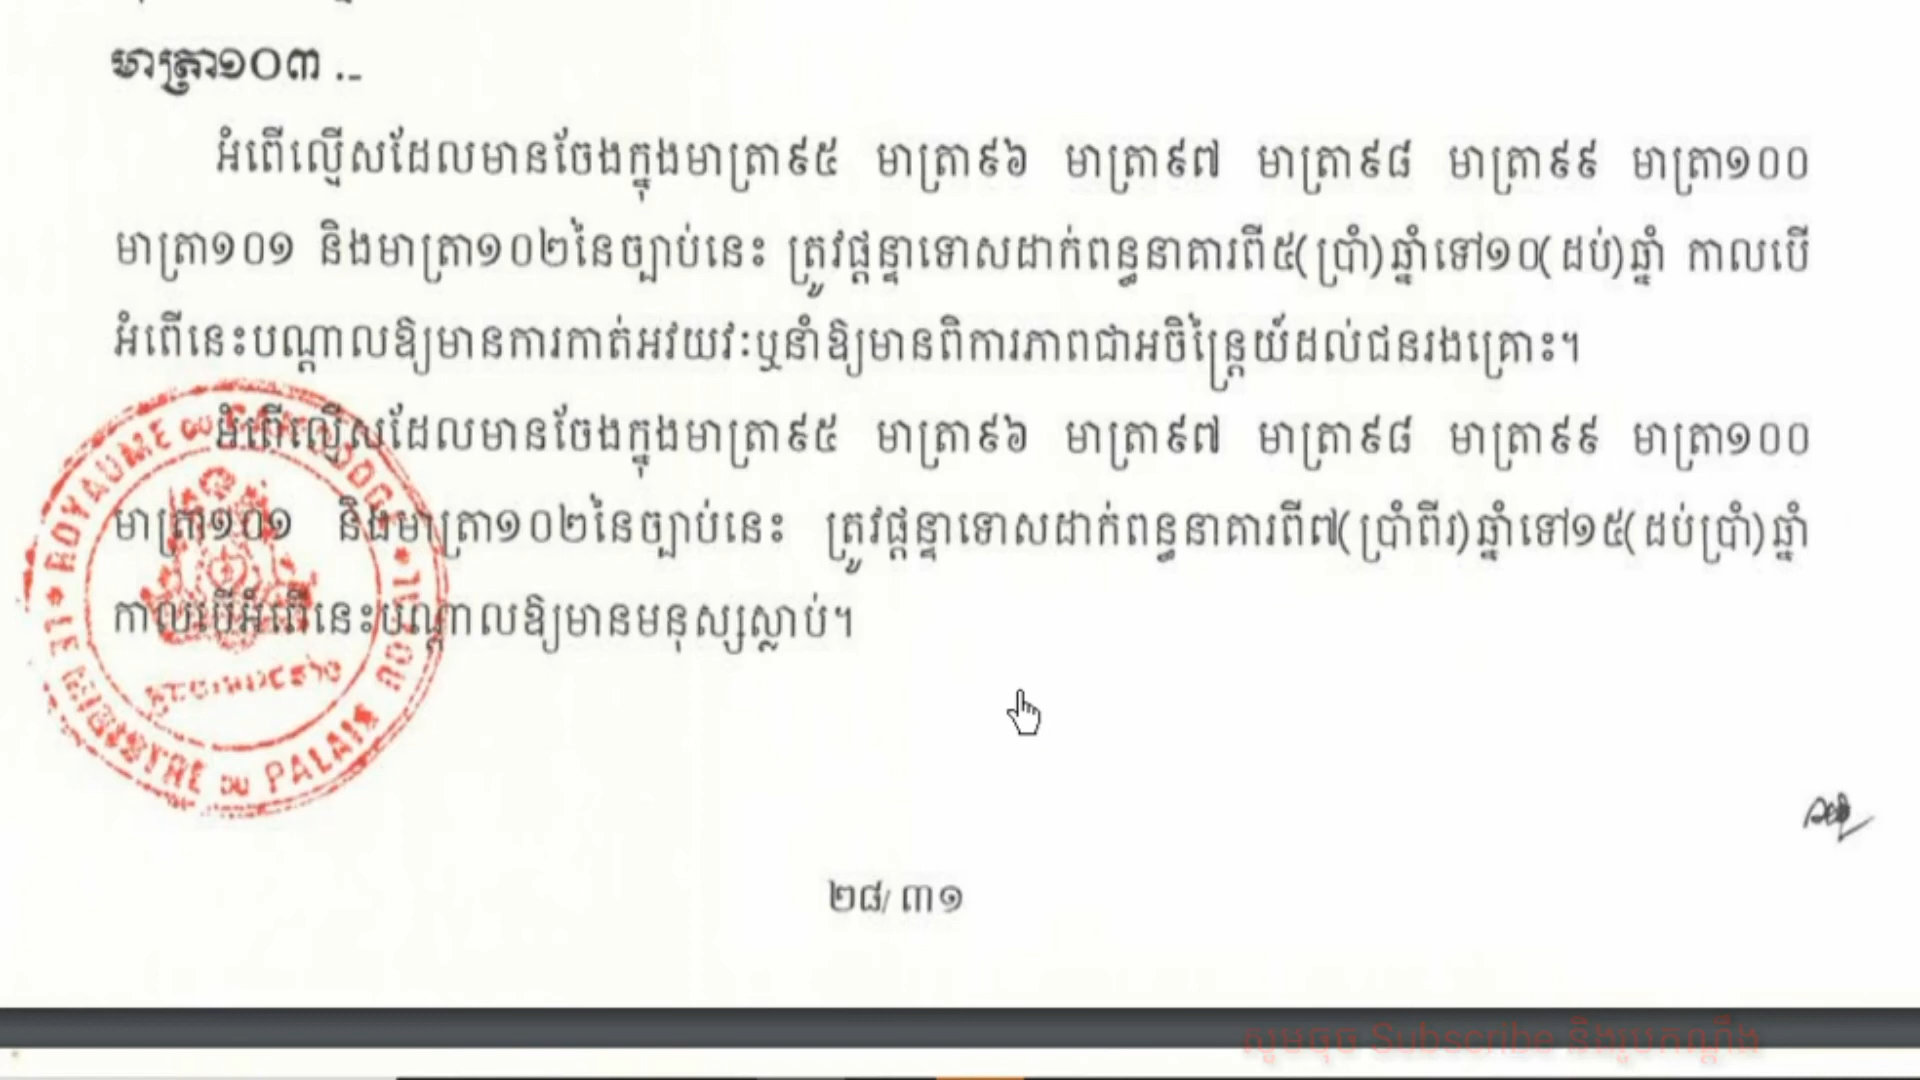 មាត្រា១០៣ .-
អំពើល្មើសដែលមានចែងក្នុងមាត្រា៩៥ មាត្រា៩៦ មាត្រា៩៧ មាត្រា៩៨ មាត្រា៩៩ មាត្រា១០០
មាត្រា១០១ និងមាត្រា១០២នៃច្បាប់នេះ ត្រូវផ្តន្ទាទោសដាក់ពន្ធនាគារពី៥(ប្រាំ)ឆ្នាំទៅ១០(ដប់)ឆ្នាំ កាលបើ
អំពើនេះបណ្តាលឱ្យមានការកាត់អវយវៈឬនាំឱ្យមានពិការភាពជាអចិន្ត្រៃយ៍ដល់ជនរងគ្រោះ។
អំពើល្មើសដែលមានចែងក្នុងមាត្រា៩៥ មាត្រា៩៦ មាត្រា៩៧ មាត្រា៩៨ មាត្រា៩៩ មាត្រា១០០
មាត្រា១០១ និងមាត្រា១០២នៃច្បាប់នេះ ត្រូវផ្តន្ទាទោសដាក់ពន្ធនាគារពី៧(ប្រាំពីរ)ឆ្នាំទៅ១៥(ដប់ប្រាំ)ឆ្នាំ
កាលបើអំពើនេះបណ្តាលឱ្យមានមនុស្សស្លាប់។
ROYAUME DU CAMBODGE
MINISTRE DU PALAIS ROYAL
២៨/ ៣១
សូមចុច Subscribe និងរូបកណ្ដឹង